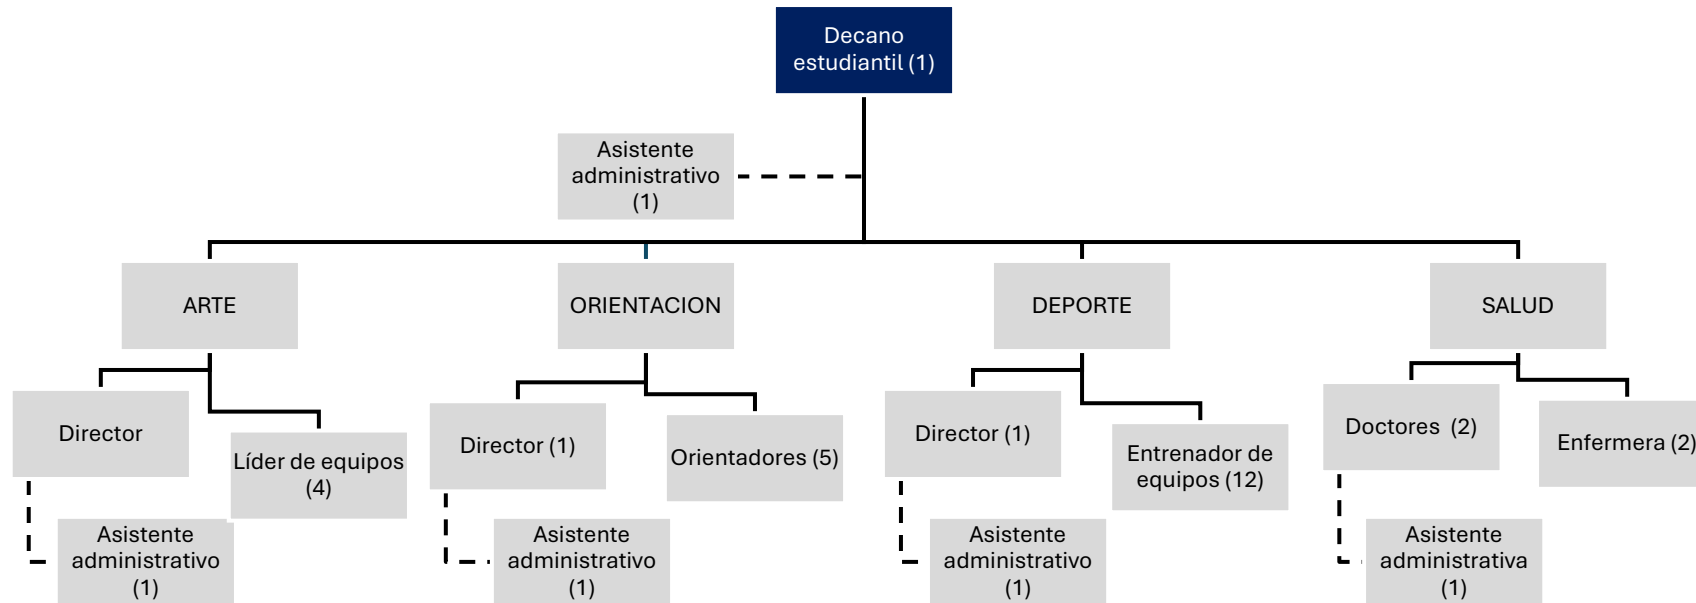 Decano
estudiantil (1)
Asistente
administrativo
(1)
ARTE
ORIENTACION
DEPORTE
SALUD
Director
Líder de equipos
(4)
Asistente
administrativo
(1)
Director (1)
Orientadores (5)
Asistente
administrativo
(1)
Director (1)
Entrenador de
equipos (12)
Asistente
administrativo
(1)
Doctores (2)
Enfermera (2)
Asistente
administrativa
(1)